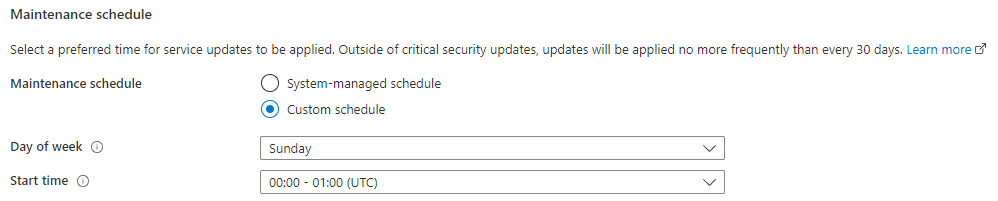 Maintenance schedule
Select a preferred time for service updates to be applied. Outside of critical security updates, updates will be applied no more frequently than every 30 days. Learn more
Maintenance schedule
System-managed schedule
Custom schedule
Day of week
Sunday
Start time
00:00 - 01:00 (UTC)